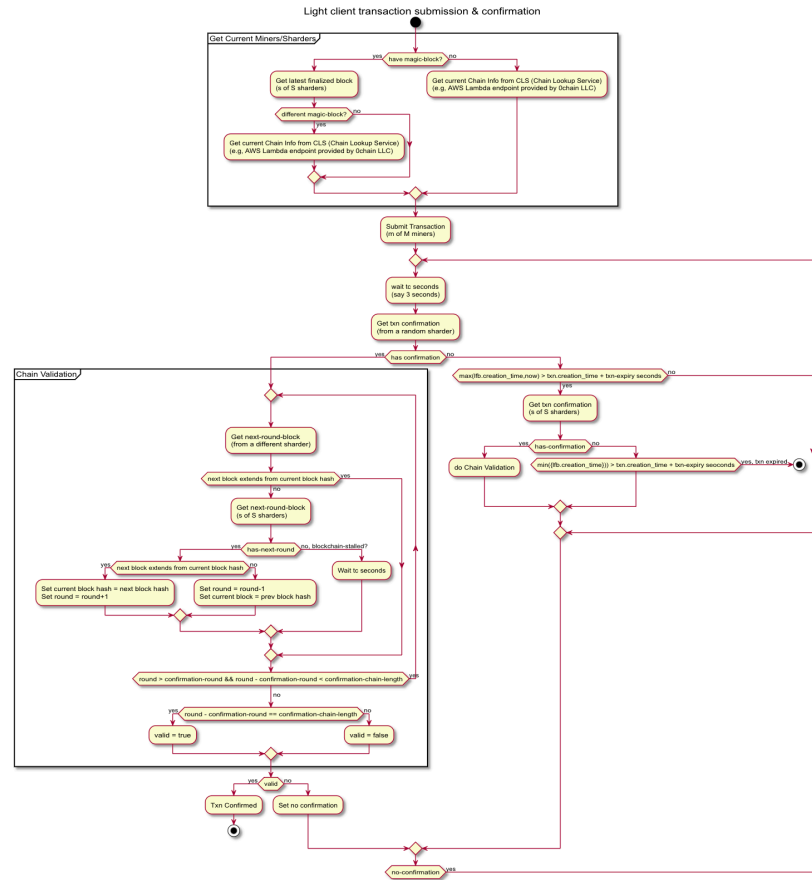 Light client transaction submission & confirmation
Get Current Miners/Sharders
have magic-block?
yes
no
Get latest finalized block
(s of S sharders)
Get current Chain Info from CLS (Chain Lookup Service)
(e.g, AWS Lambda endpoint provided by 0chain LLC)
different magic-block?
no
yes
Get current Chain Info from CLS (Chain Lookup Service)
(e.g, AWS Lambda endpoint provided by 0chain LLC)
Submit Transaction
(m of M miners)
wait tc seconds
(say 3 seconds)
Get txn confirmation
(from a random sharder)
yes
has confirmation
no
Chain Validation
max(lfb.creation_time,now) > txn.creation_time + txn-expiry seconds
no
yes
Get txn confirmation
(s of S sharders)
Get next-round-block
(from a different sharder)
yes
has-confirmation
no
do Chain Validation
min({lfb.creation_time})) > txn.creation_time + txn-expiry seoconds
yes, txn expired
next block extends from current block hash
yes
no
Get next-round-block
(s of S sharders)
yes
has-next-round
no, blockchain-stalled?
yes
next block extends from current block hash
no
Wait tc seconds
Set current block hash = next block hash
Set round = round+1
Set round = round-1
Set current block = prev block hash
round > confirmation-round && round - confirmation-round < confirmation-chain-length
yes
no
yes
round - confirmation-round == confirmation-chain-length
no
valid = true
valid = false
yes
valid
no
Txn Confirmed
Set no confirmation
no-confirmation
yes